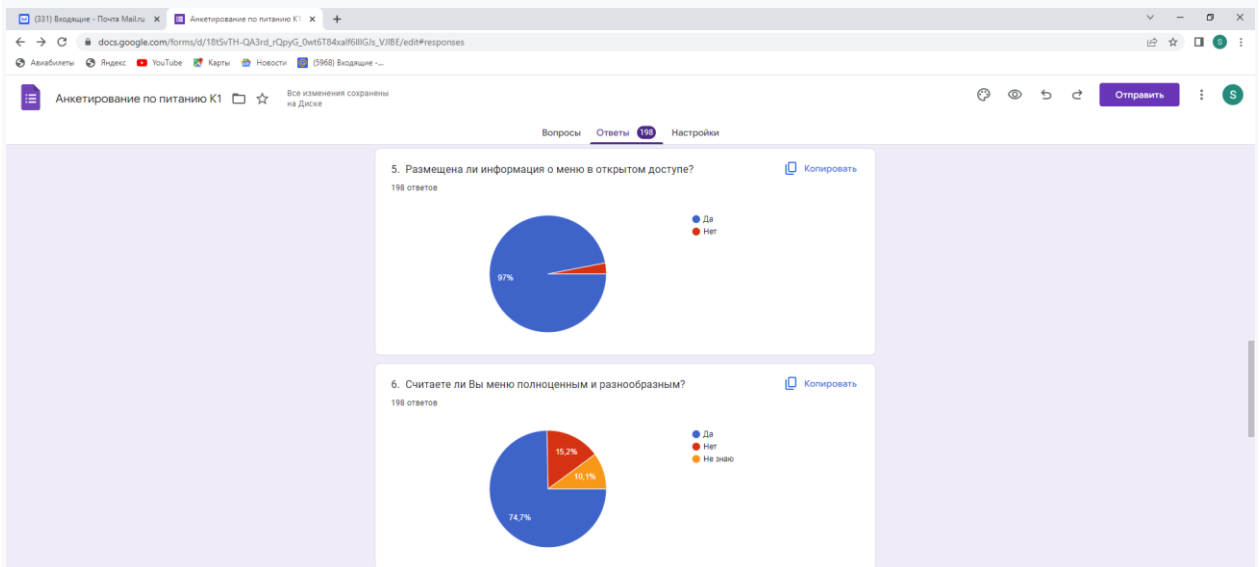 (331) Входящие - Почта Mail.ru
Анкетирование по питанию К1
docs.google.com/forms/d/18tSvTH-QA3rd_rQpyG_0wt6T84xalf6IIIGJs_VJIBE/edit#responses
Авиабилеты Яндекс YouTube Карты Новости (5968) Входящие -...
Анкетирование по питанию К1
Все изменения сохранены
на Диске
Отправить
S
Вопросы Ответы 198 Настройки
5. Размещена ли информация о меню в открытом доступе?
Копировать
198 ответов
Да
Нет
97%
6. Считаете ли Вы меню полноценным и разнообразным?
Копировать
198 ответов
Да
Нет
Не знаю
15,2%
10,1%
74,7%